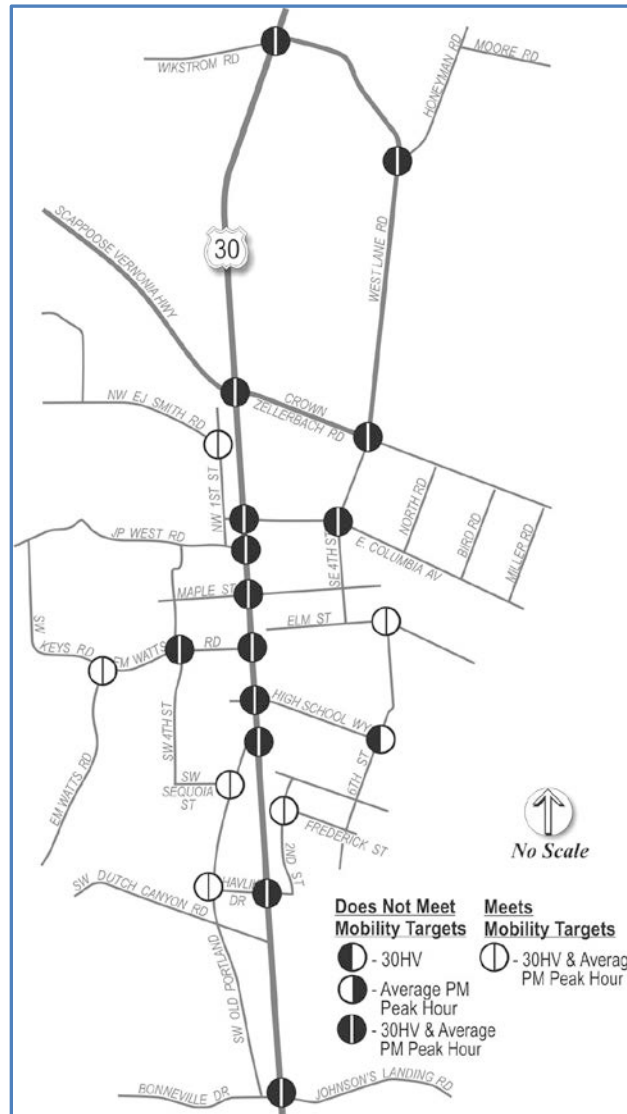 WIKSTROM RD
HONEYMAN RD
MOORE RD
SCAPPOOSE VERNONIA HWY
30
WEST LANE RD
CROWN
ZELLERBACH RD
NW EJ SMITH RD
NW 1ST ST
NORTH RD
BIRD RD
MILLER RD
JP WEST RD
SE 4TH ST
E. COLUMBIA AV
MAPLE ST
ELM ST
SW
KEYS RD
EM WATTS RD
SW 4TH ST
HIGH SCHOOL WY
EM WATTS RD
SW
SEQUOIA
ST
6TH ST
FREDERICK ST
2ND ST
No Scale
SW DUTCH CANYON RD
DR
SW OLD PORTLAND
Does Not Meet
Mobility Targets
- 30HV
- Average PM
Peak Hour
- 30HV & Average
PM Peak Hour
Meets
Mobility Targets
- 30HV & Averag
PM Peak Hour
BONNEVILLE DR
JOHNSON'S LANDING RD